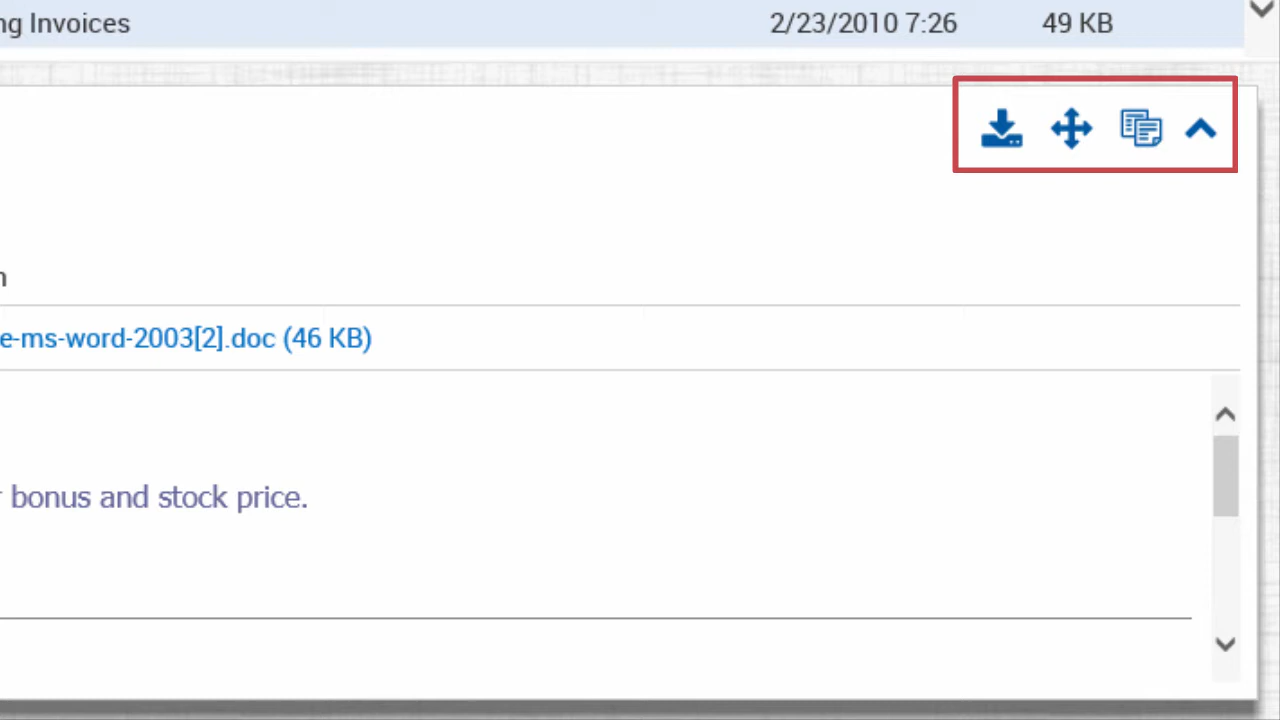 Invoices 2/23/2010 7:26 49 KB
e-ms-word-2003[2].doc (46 KB)
bonus and stock price.